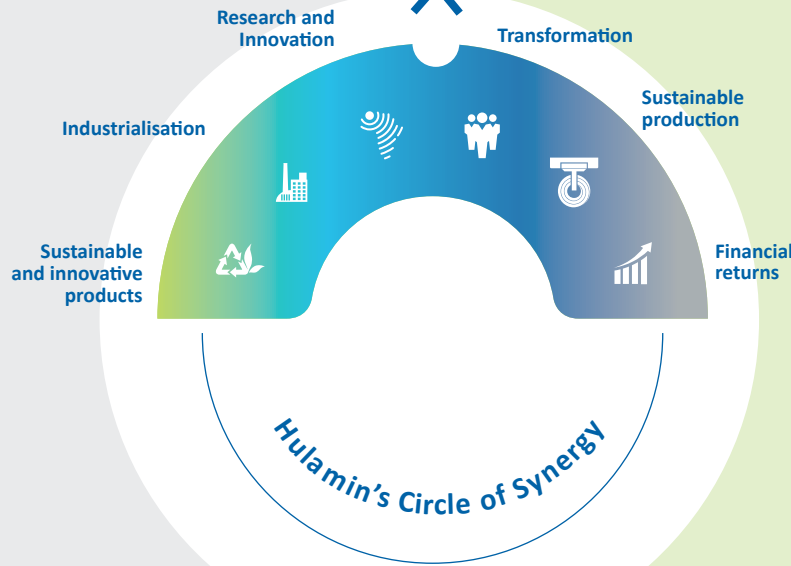 Research and
Innovation
Transformation
Industrialisation
Sustainable
production
Sustainable
and innovative
products
Financial
returns
Hulamin's Circle of Synergy